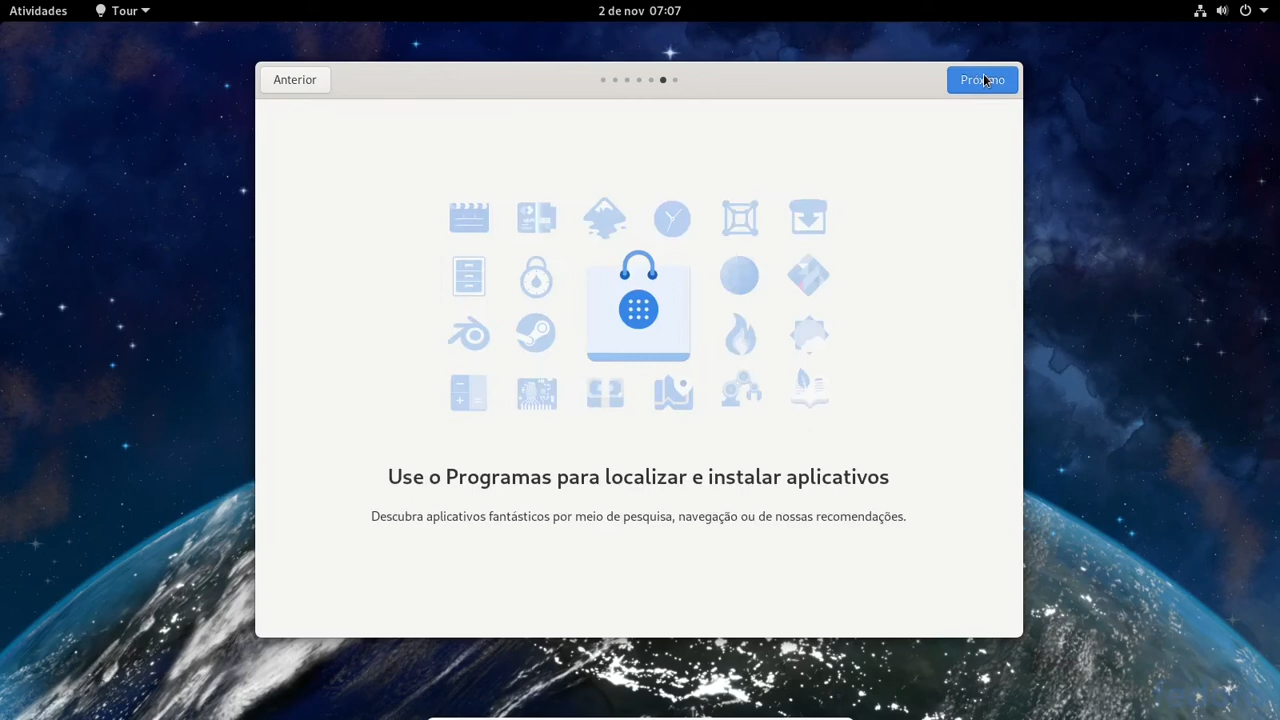 Atividades
Tour
2 de nov 07:07
Anterior
Próximo
Use o Programas para localizar e instalar aplicativos
Descubra aplicativos fantásticos por meio de pesquisa, navegação ou de nossas recomendações.